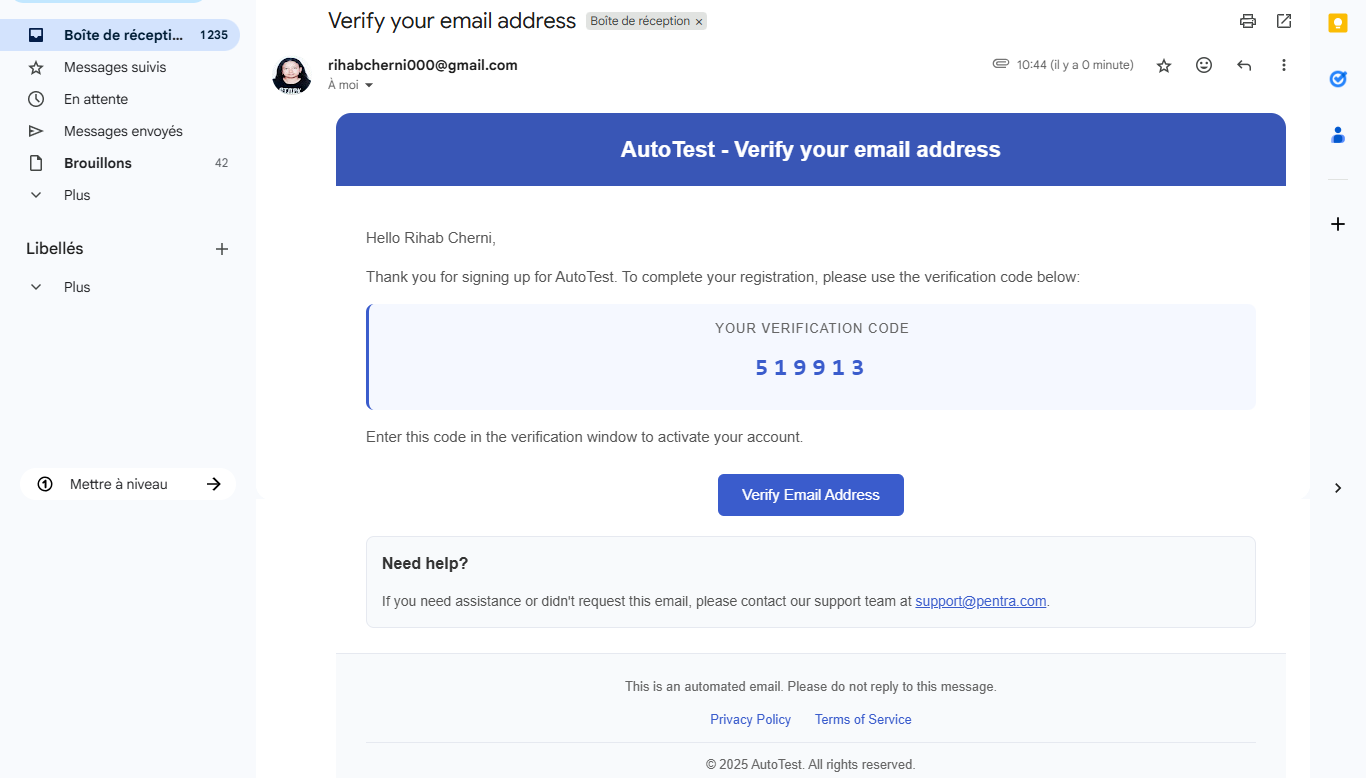 Verify your email address
Boîte de réception ×
Boîte de récepti... 1 235
Messages suivis
En attente
Messages envoyés
Brouillons 42
Plus
Libellés
Plus
Mettre à niveau
rihabcherni000@gmail.com
10:44 (il y a 0 minute)
À moi
AutoTest - Verify your email address
Hello Rihab Cherni,
Thank you for signing up for AutoTest. To complete your registration, please use the verification code below:
YOUR VERIFICATION CODE
519913
Enter this code in the verification window to activate your account.
Verify Email Address
Need help?
If you need assistance or didn't request this email, please contact our support team at support@pentra.com.
This is an automated email. Please do not reply to this message.
Privacy Policy Terms of Service
© 2025 AutoTest. All rights reserved.